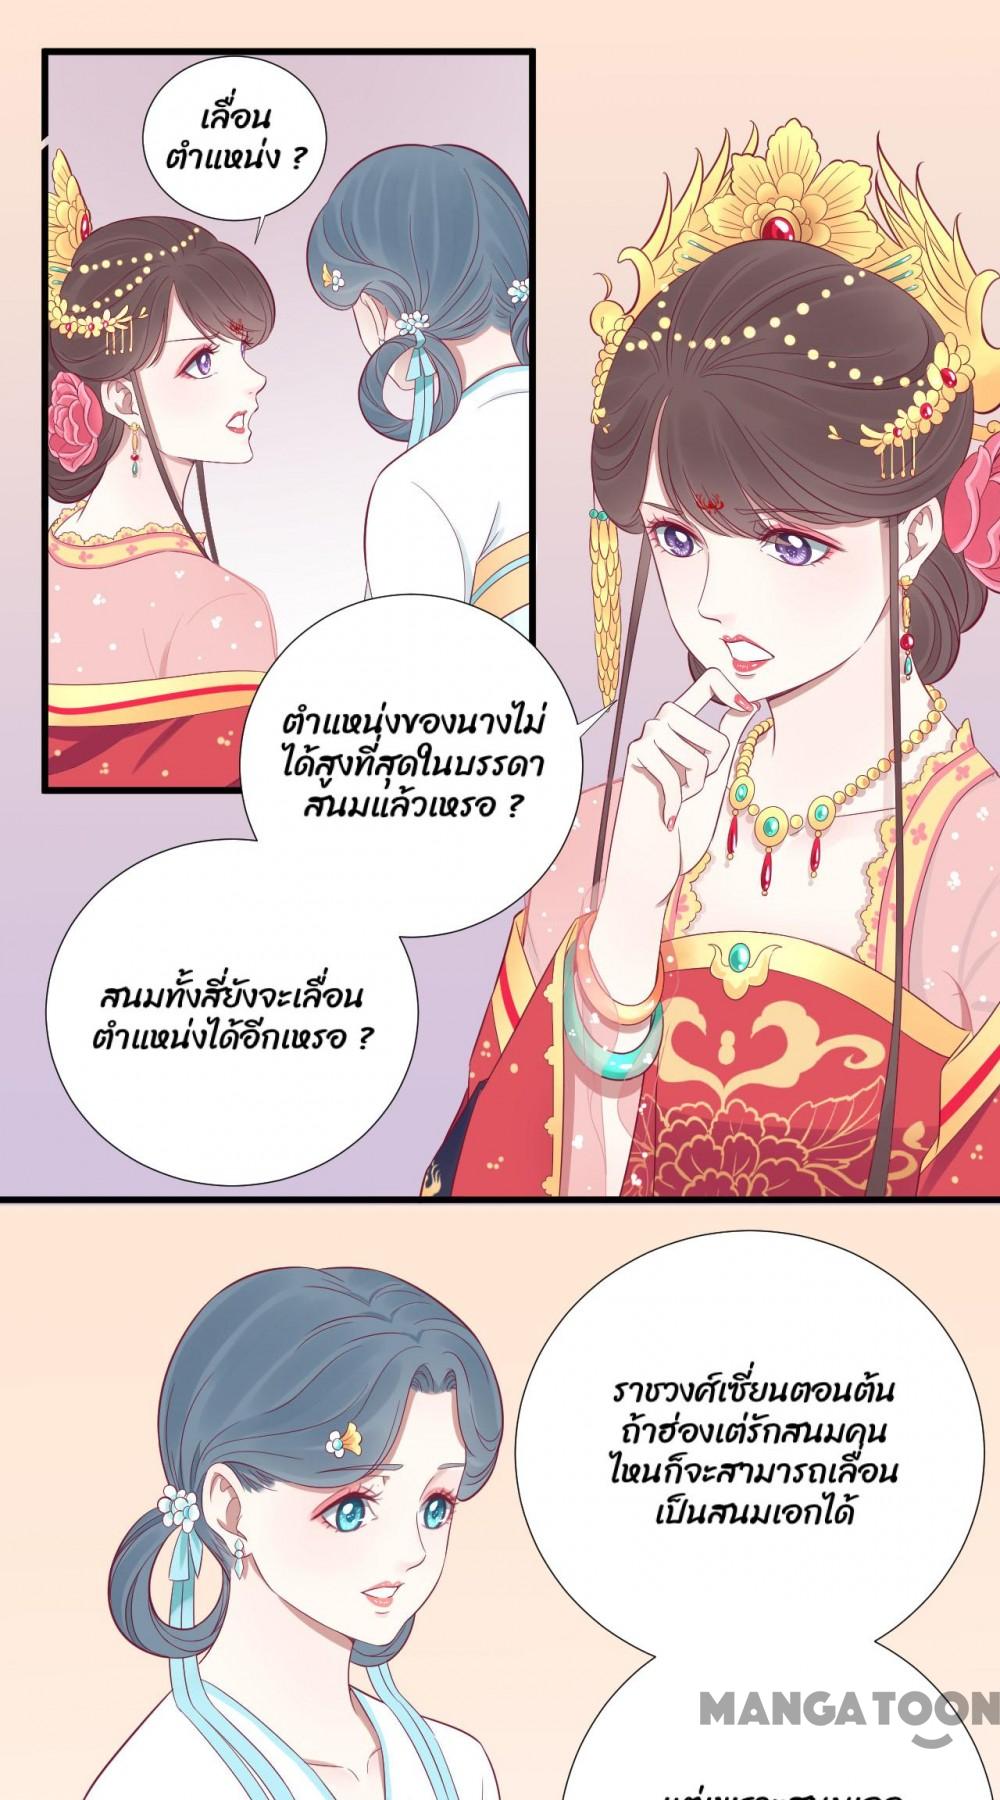 เลื่อน
ตำแหน่ง ?
ตำแหน่งของนางไม่
ได้สูงที่สุดในบรรดา
สนมแล้วเหรอ ?
สนมทั้งสี่ยังจะเลื่อน
ตำแหน่งได้อีกเหรอ ?
ราชวงศ์เซี่ยนตอนต้น
ถ้าฮ่องเต่รักสนมคน
ไหนก็จะสามารถเลื่อน
เป็นสนมเอกได้
MANGATOON